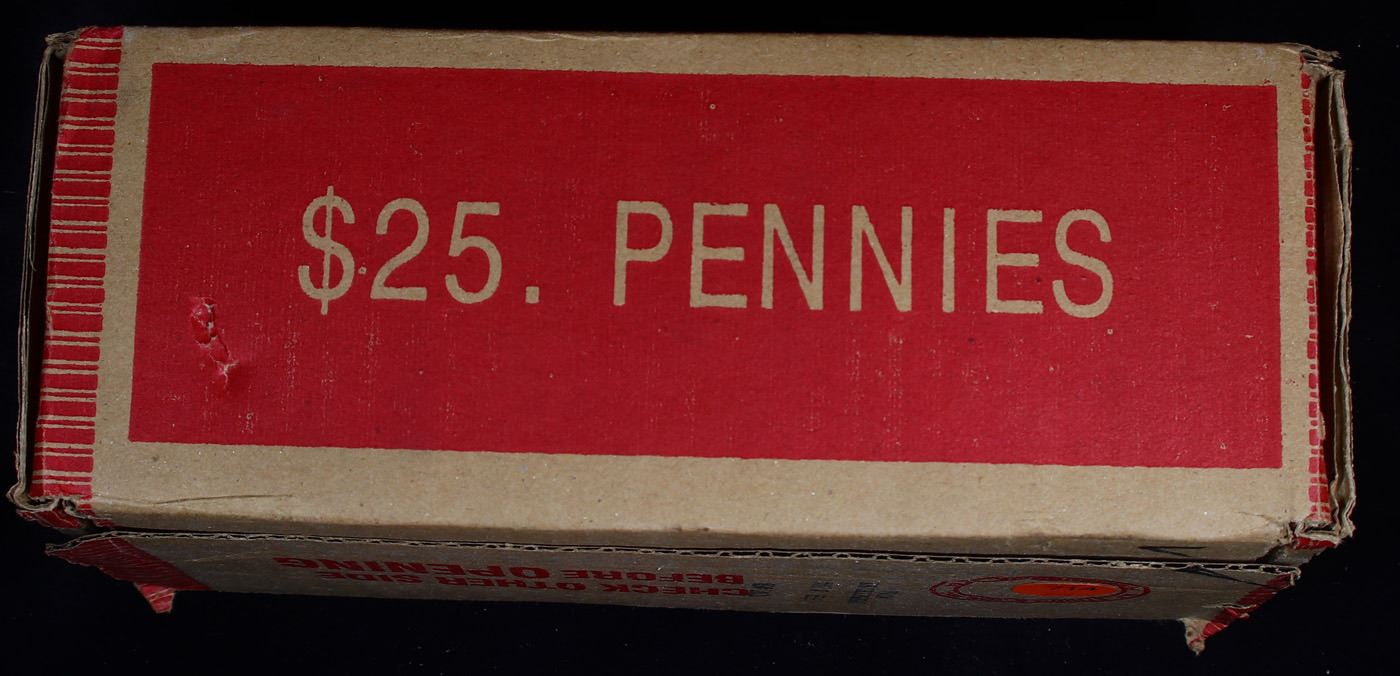 $25. PENNIES
CHECK OTHER SIDE
BEFORE OPENING